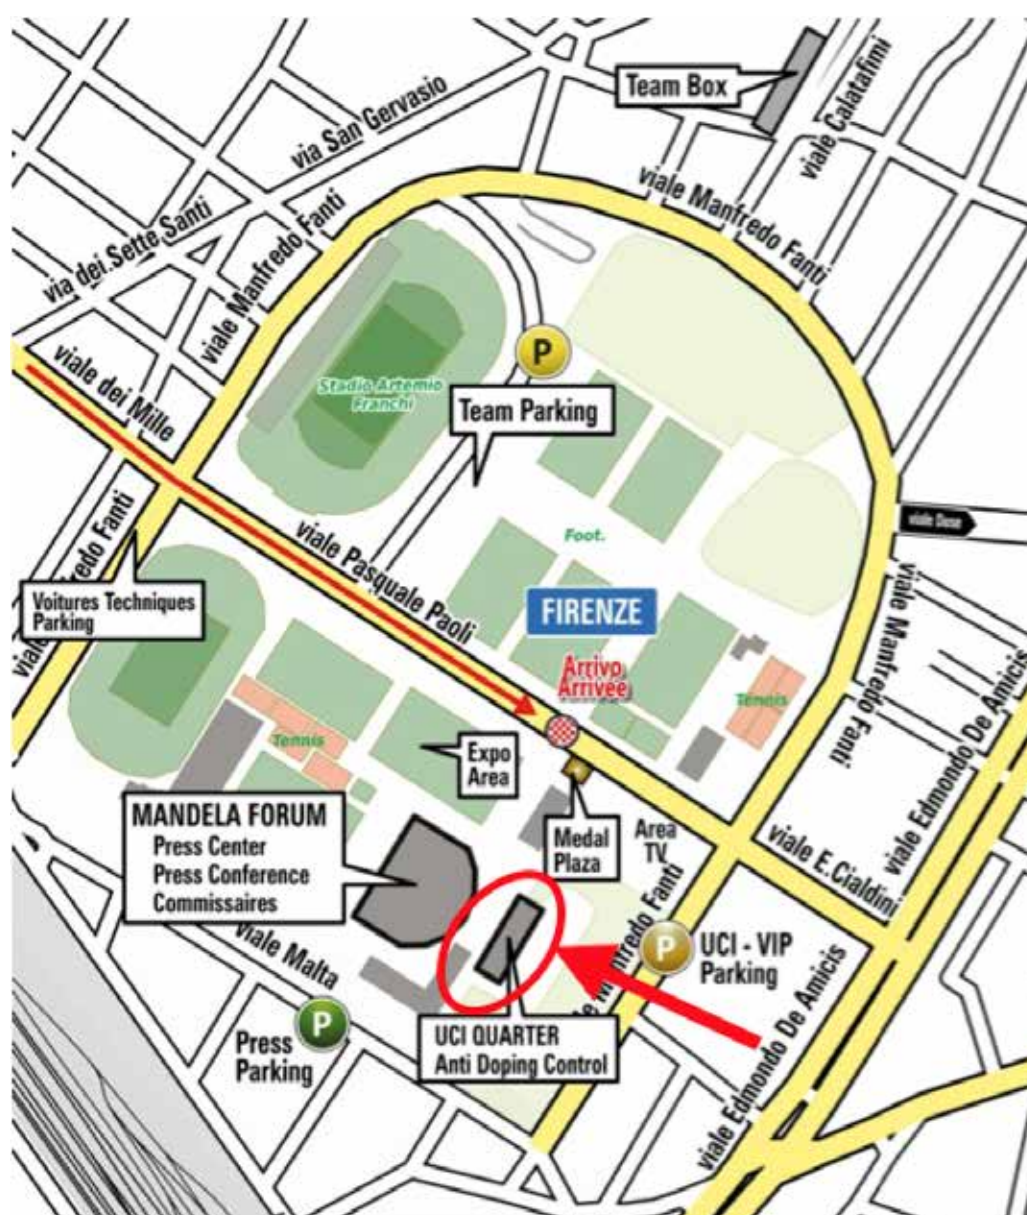 Team Box
viale Calatafimi
via San Gervasio
viale Manfredo Fanti
via dei Sette Santi
viale Manfredo Fanti
viale dei Mille
P
Stadio Artemio
Franchi
Team Parking
viale Duse
Foot.
viale Pasquale Paoli
FIRENZE
Voitures Techniques
Parking
Arrivo
Arrivée
viale Manfredo Fanti
viale Edmondo De Amicis
Tennis
Tennis
Expo
Area
MANDELA FORUM
Press Center
Press Conference
Commissaires
Medal
Plaza
Area
TV
viale E.Cialdini
P
UCI - VIP
Parking
viale Malta
P
Press
Parking
UCI QUARTER
Anti Doping Control
viale Edmondo De Amicis